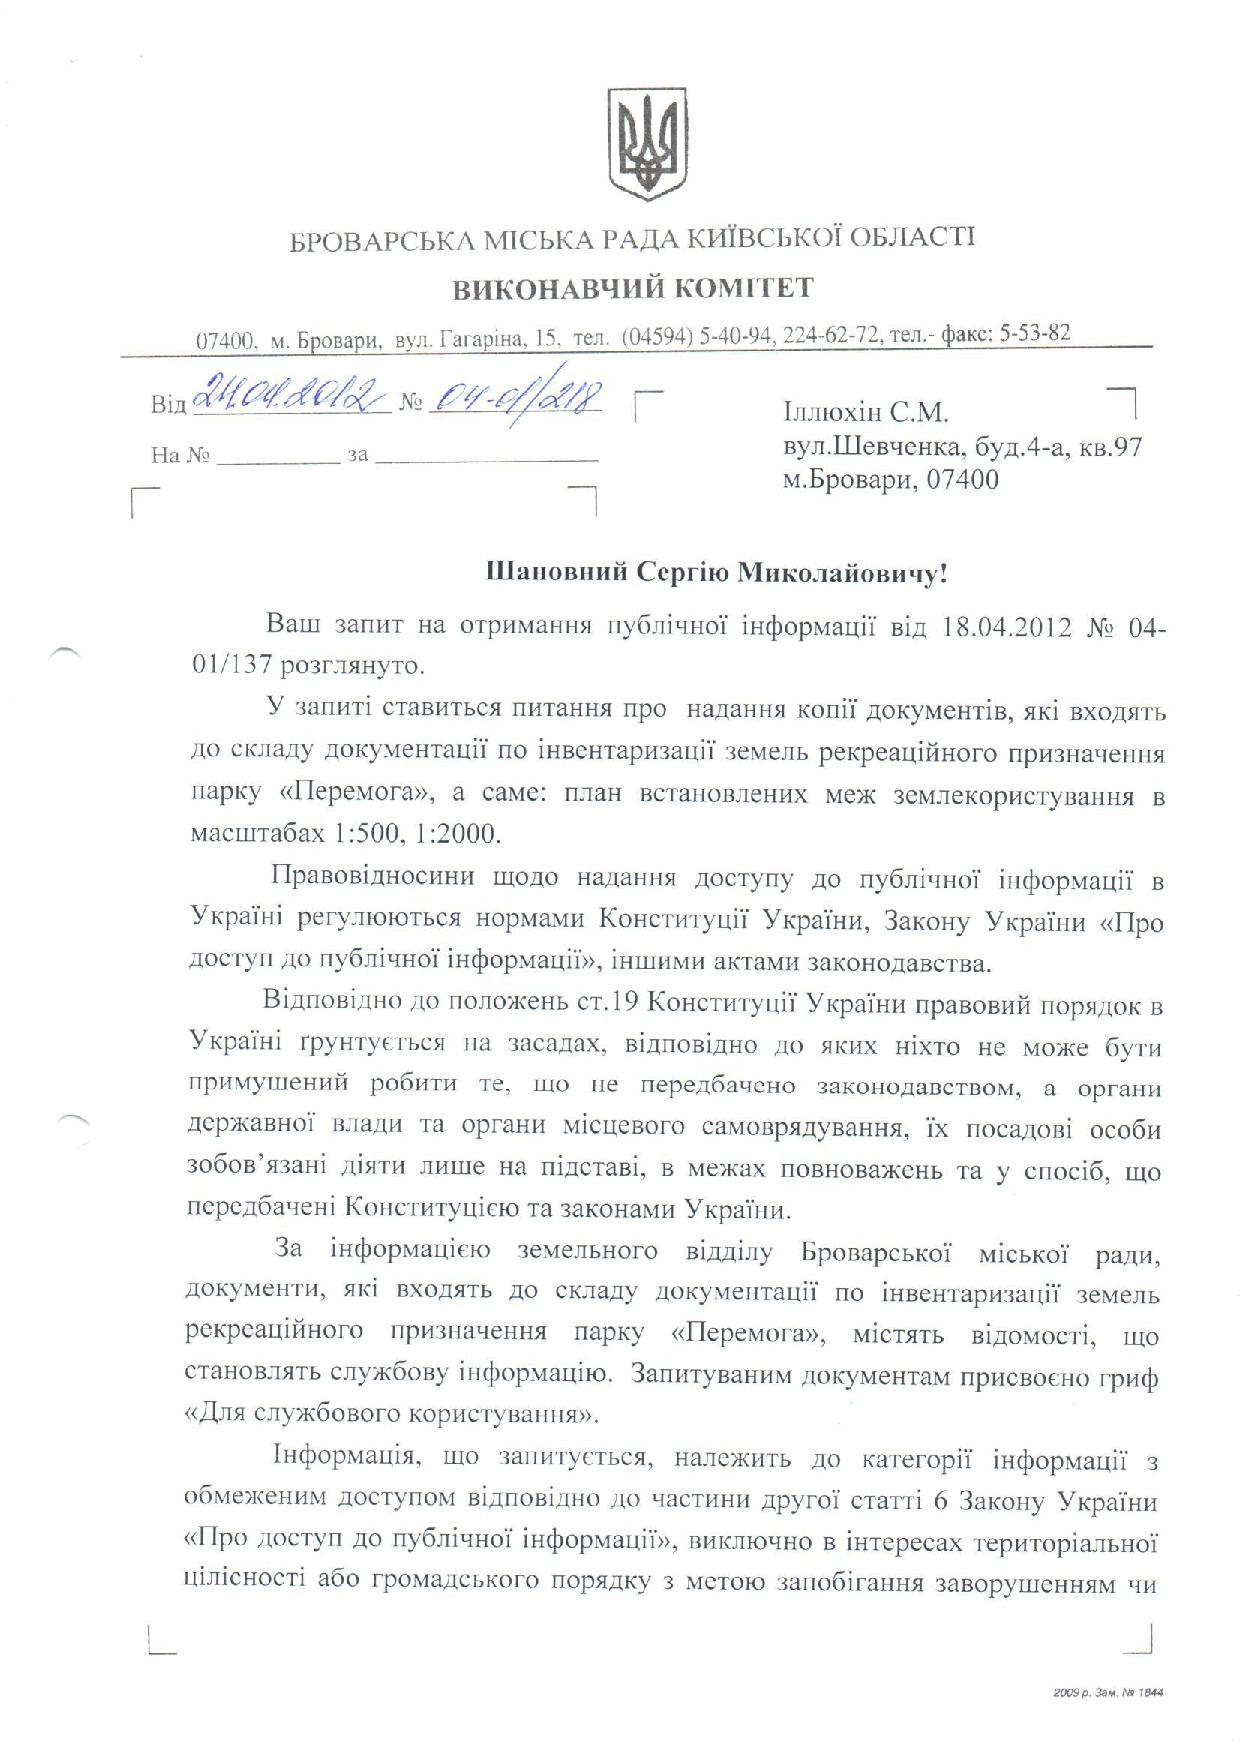 БРОВАРСЬКА МІСЬКА РАДА КИЇВСЬКОЇ ОБЛАСТІ
ВИКОНАВЧИЙ КОМІТЕТ
07400, м. Бровари, вул. Гагаріна, 15, тел. (04594) 5-40-94, 224-62-72, тел.- факс: 5-53-82
Від 24.04.2012 № 04-01/218
На № ___________ за ____________________
Іллюхін С.М.
вул.Шевченка, буд.4-а, кв.97
м.Бровари, 07400
Шановний Сергію Миколайовичу!
Ваш запит на отримання публічної інформації від 18.04.2012 № 04-
01/137 розглянуто.
У запиті ставиться питання про надання копії документів, які входять
до складу документації по інвентаризації земель рекреаційного призначення
парку «Перемога», а саме: план встановлених меж землекористування в
масштабах 1:500, 1:2000.
Правовідносини щодо надання доступу до публічної інформації в
Україні регулюються нормами Конституції України, Закону України «Про
доступ до публічної інформації», іншими актами законодавства.
Відповідно до положень ст.19 Конституції України правовий порядок в
Україні ґрунтується на засадах, відповідно до яких ніхто не може бути
примушений робити те, що не передбачено законодавством, а органи
державної влади та органи місцевого самоврядування, їх посадові особи
зобов’язані діяти лише на підставі, в межах повноважень та у спосіб, що
передбачені Конституцією та законами України.
За інформацією земельного відділу Броварської міської ради,
документи, які входять до складу документації по інвентаризації земель
рекреаційного призначення парку «Перемога», містять відомості, що
становлять службову інформацію. Запитуваним документам присвоєно гриф
«Для службового користування».
Інформація, що запитується, належить до категорії інформації з
обмеженим доступом відповідно до частини другої статті 6 Закону України
«Про доступ до публічної інформації», виключно в інтересах територіальної
цілісності або громадського порядку з метою запобігання заворушенням чи
2009 р. Зам. № 1844